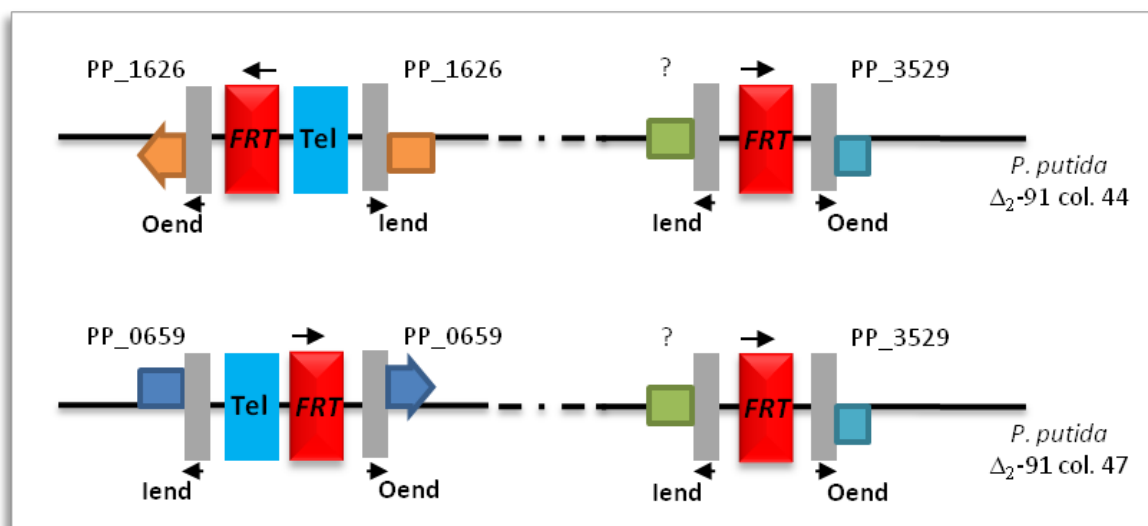 PP_1626 PP_1626 ? PP_3529
FRT Tel FRT
Oend Iend Iend Oend
P. putida
Δ2-91 col. 44
PP_0659 PP_0659 ? PP_3529
Tel FRT FRT
Iend Oend Iend Oend
P. putida
Δ2-91 col. 47